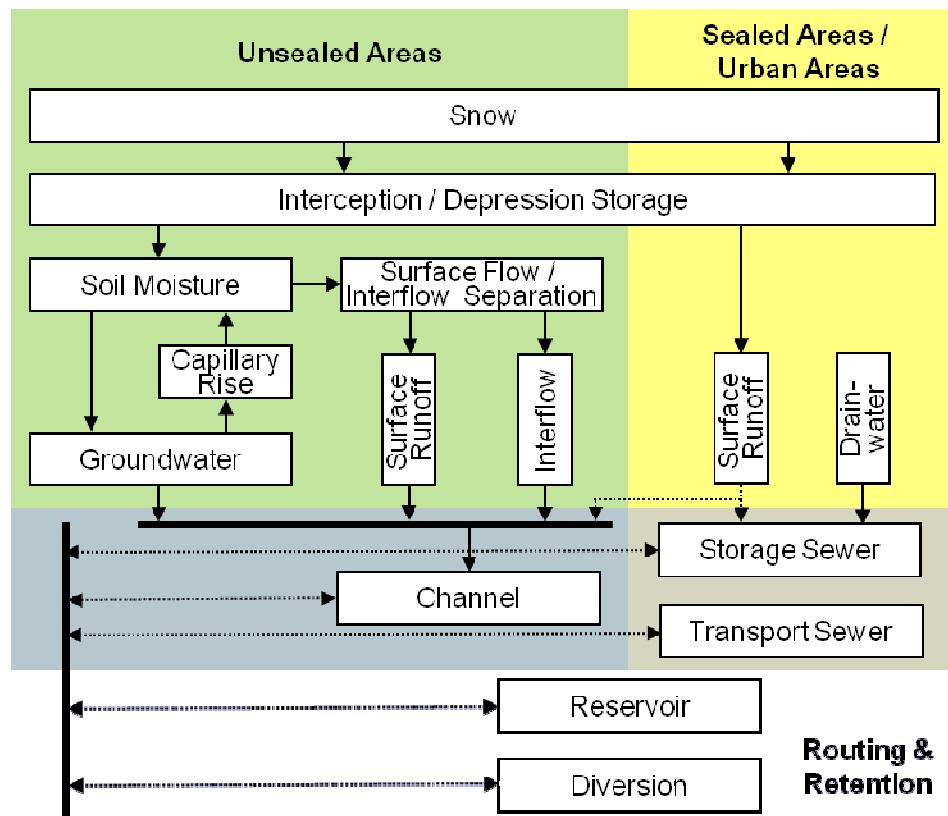 Unsealed Areas
Sealed Areas /
Urban Areas
Snow
Interception / Depression Storage
Soil Moisture
Surface Flow /
Interflow Separation
Capillary
Rise
Groundwater
Surface
Runoff
Interflow
Surface
Runoff
Drain-
water
Storage Sewer
Channel
Transport Sewer
Reservoir
Diversion
Routing &
Retention